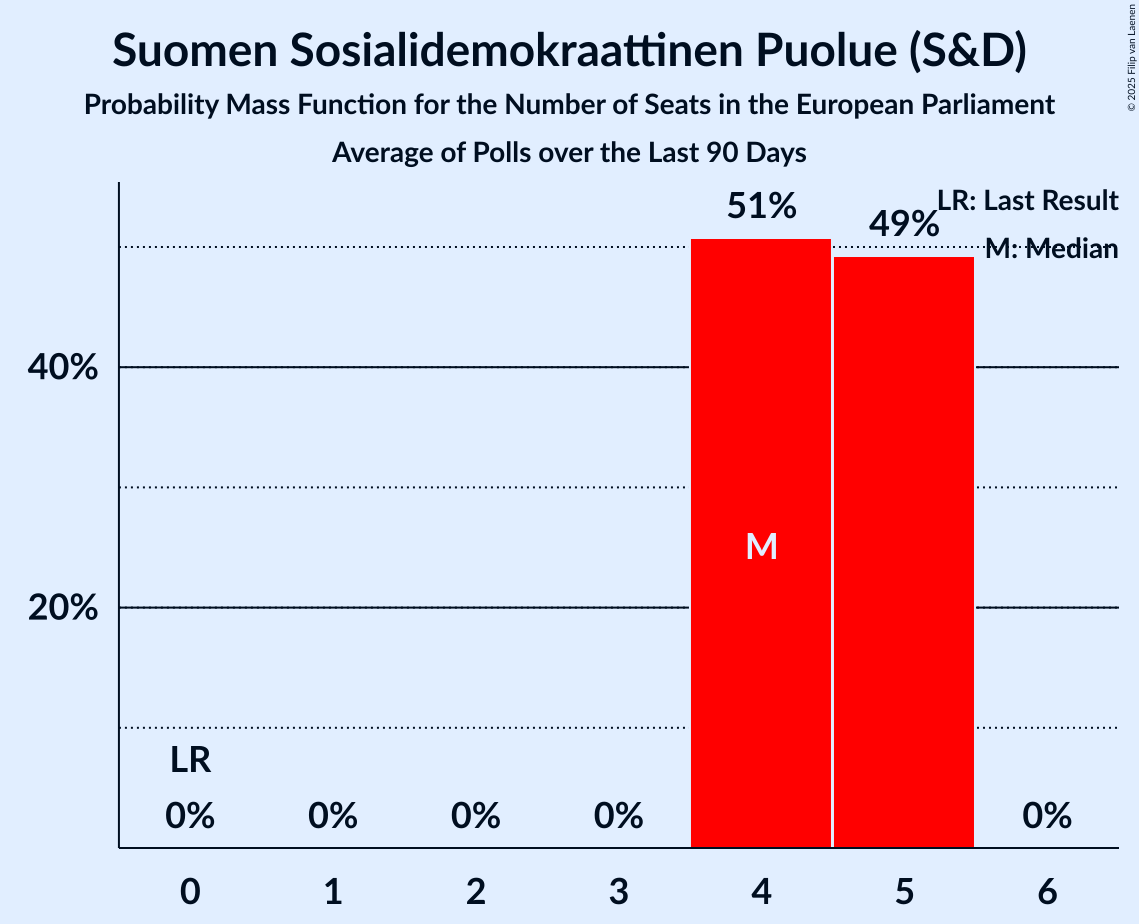 Suomen Sosialidemokraattinen Puolue (S&D)
Probability Mass Function for the Number of Seats in the European Parliament
Average of Polls over the Last 90 Days
© 2025 Filip van Laenen
LR: Last Result
M: Median
51%
49%
40%
20%
M
LR
0%
0%
0%
0%
0%
0
1
2
3
4
5
6